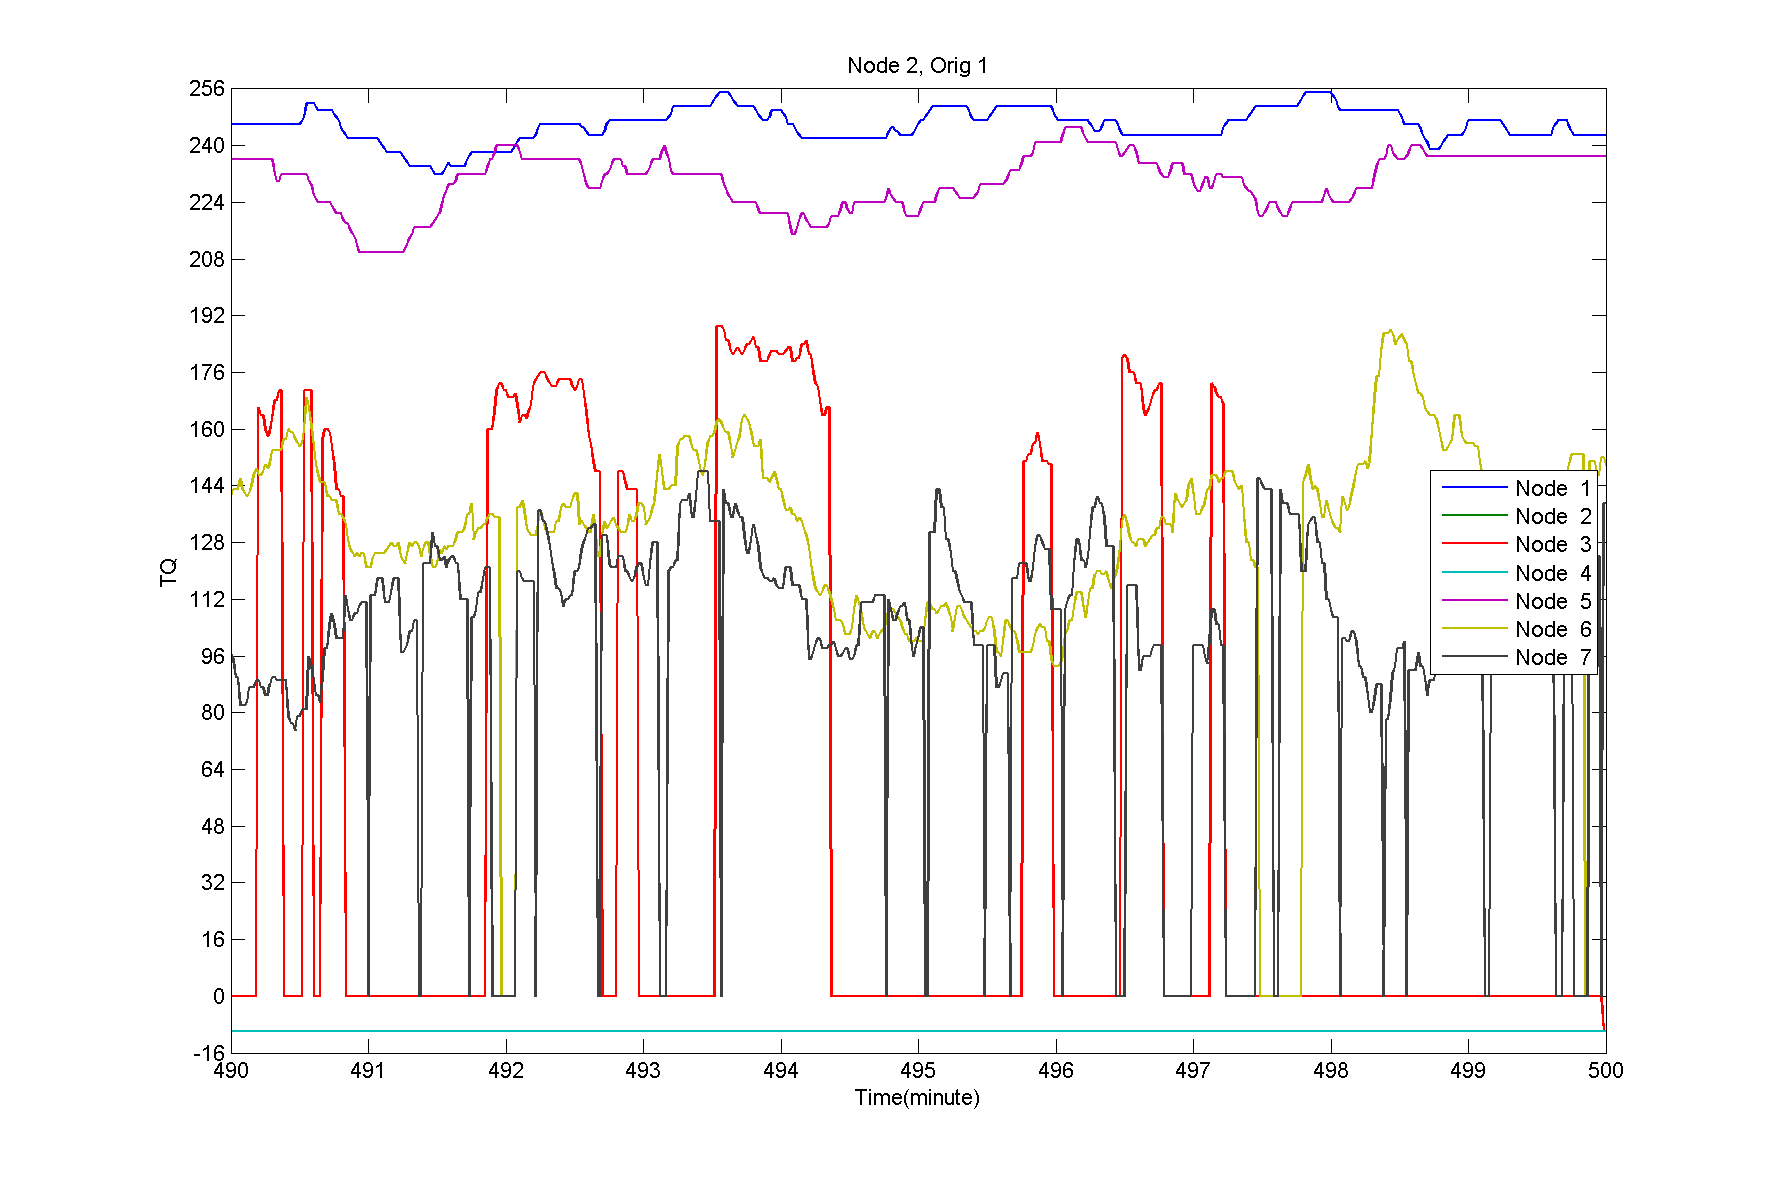 Node 2, Orig 1
256
240
224
208
192
176
160
144
128
112
96
80
64
48
32
16
0
-16
TQ
Node 1
Node 2
Node 3
Node 4
Node 5
Node 6
Node 7
490 491 492 493 494 495 496 497 498 499 500
Time(minute)